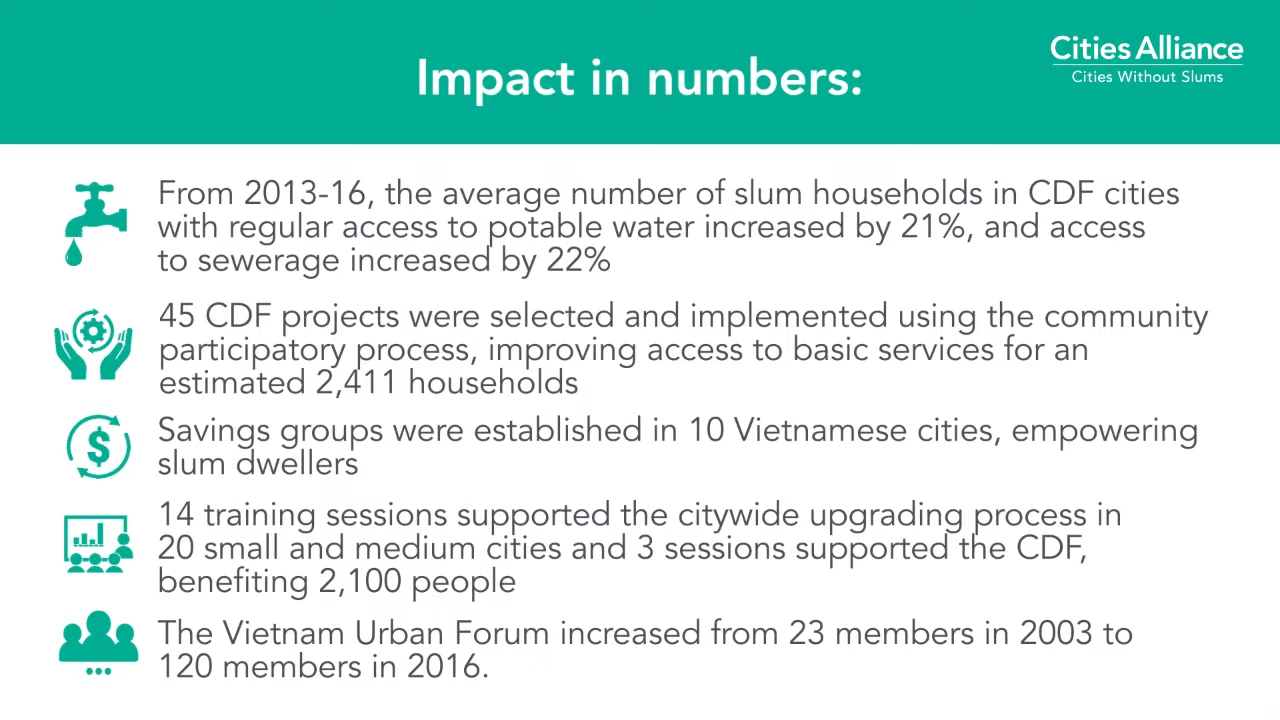 Impact in numbers:
Cities Alliance
Cities Without Slums
From 2013-16, the average number of slum households in CDF cities
with regular access to potable water increased by 21%, and access
to sewerage increased by 22%
45 CDF projects were selected and implemented using the community
participatory process, improving access to basic services for an
estimated 2,411 households
$
Savings groups were established in 10 Vietnamese cities, empowering
slum dwellers
14 training sessions supported the citywide upgrading process in
20 small and medium cities and 3 sessions supported the CDF,
benefiting 2,100 people
The Vietnam Urban Forum increased from 23 members in 2003 to
120 members in 2016.